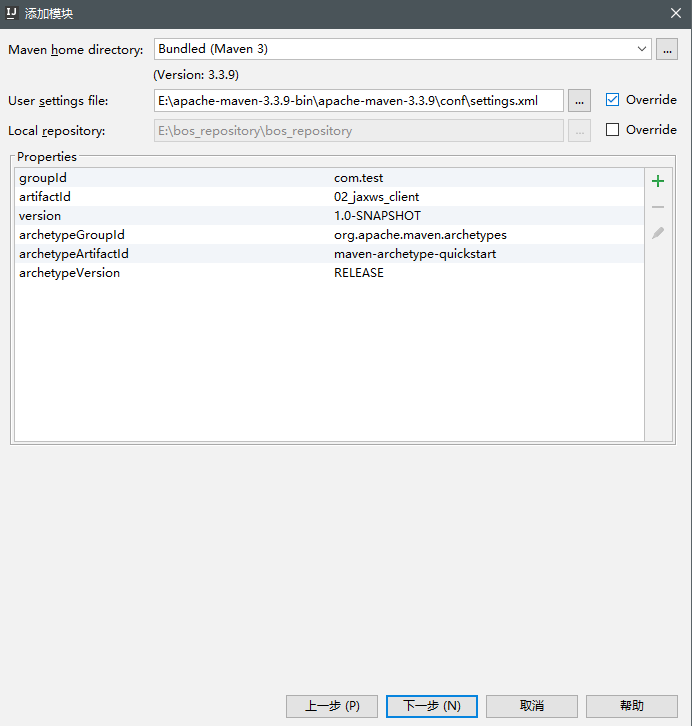 IJ 添加模块
Maven home directory: Bundled (Maven 3) ...
(Version: 3.3.9)
User settings file: E:\apache-maven-3.3.9-bin\apache-maven-3.3.9\conf\settings.xml ... Override
Local repository: E:\bos_repository\bos_repository ... Override
Properties
groupId com.test
artifactId 02_jaxws_client
version 1.0-SNAPSHOT
archetypeGroupId org.apache.maven.archetypes
archetypeArtifactId maven-archetype-quickstart
archetypeVersion RELEASE
上一步 (P) 下一步 (N) 取消 帮助